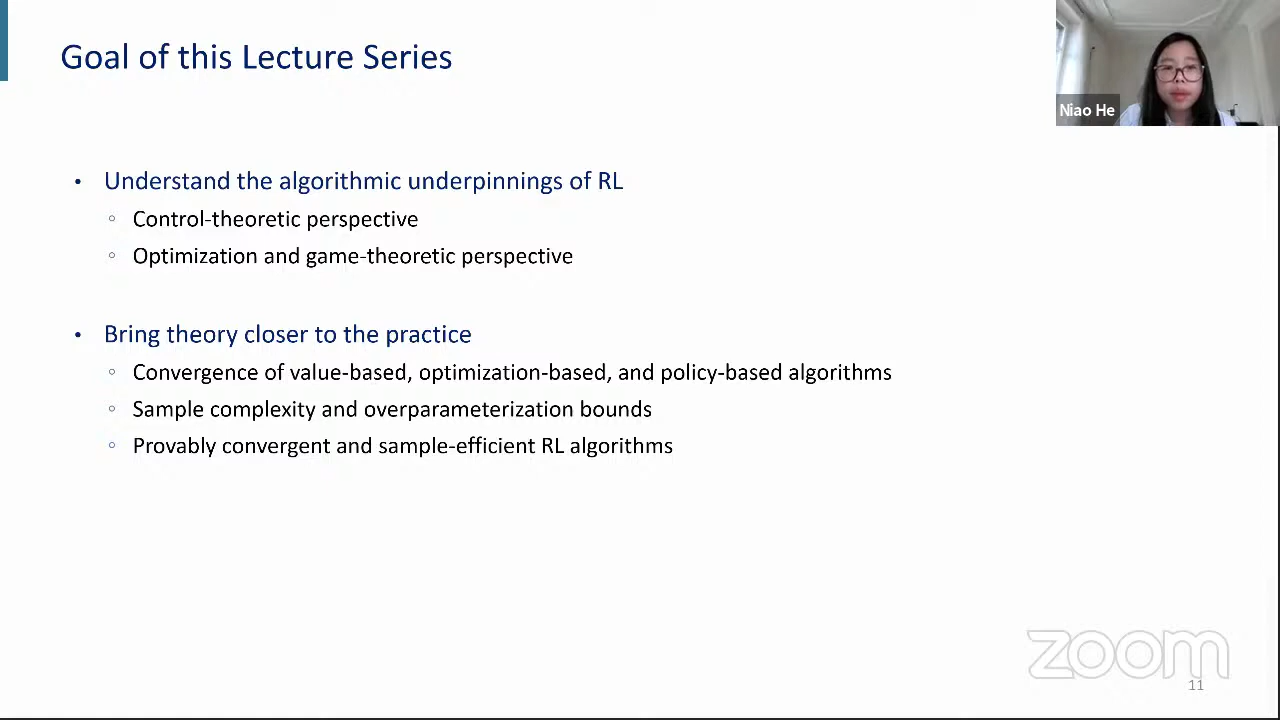 Goal of this Lecture Series
Niao He
• Understand the algorithmic underpinnings of RL
◦ Control-theoretic perspective
◦ Optimization and game-theoretic perspective
• Bring theory closer to the practice
◦ Convergence of value-based, optimization-based, and policy-based algorithms
◦ Sample complexity and overparameterization bounds
◦ Provably convergent and sample-efficient RL algorithms
zoom
11